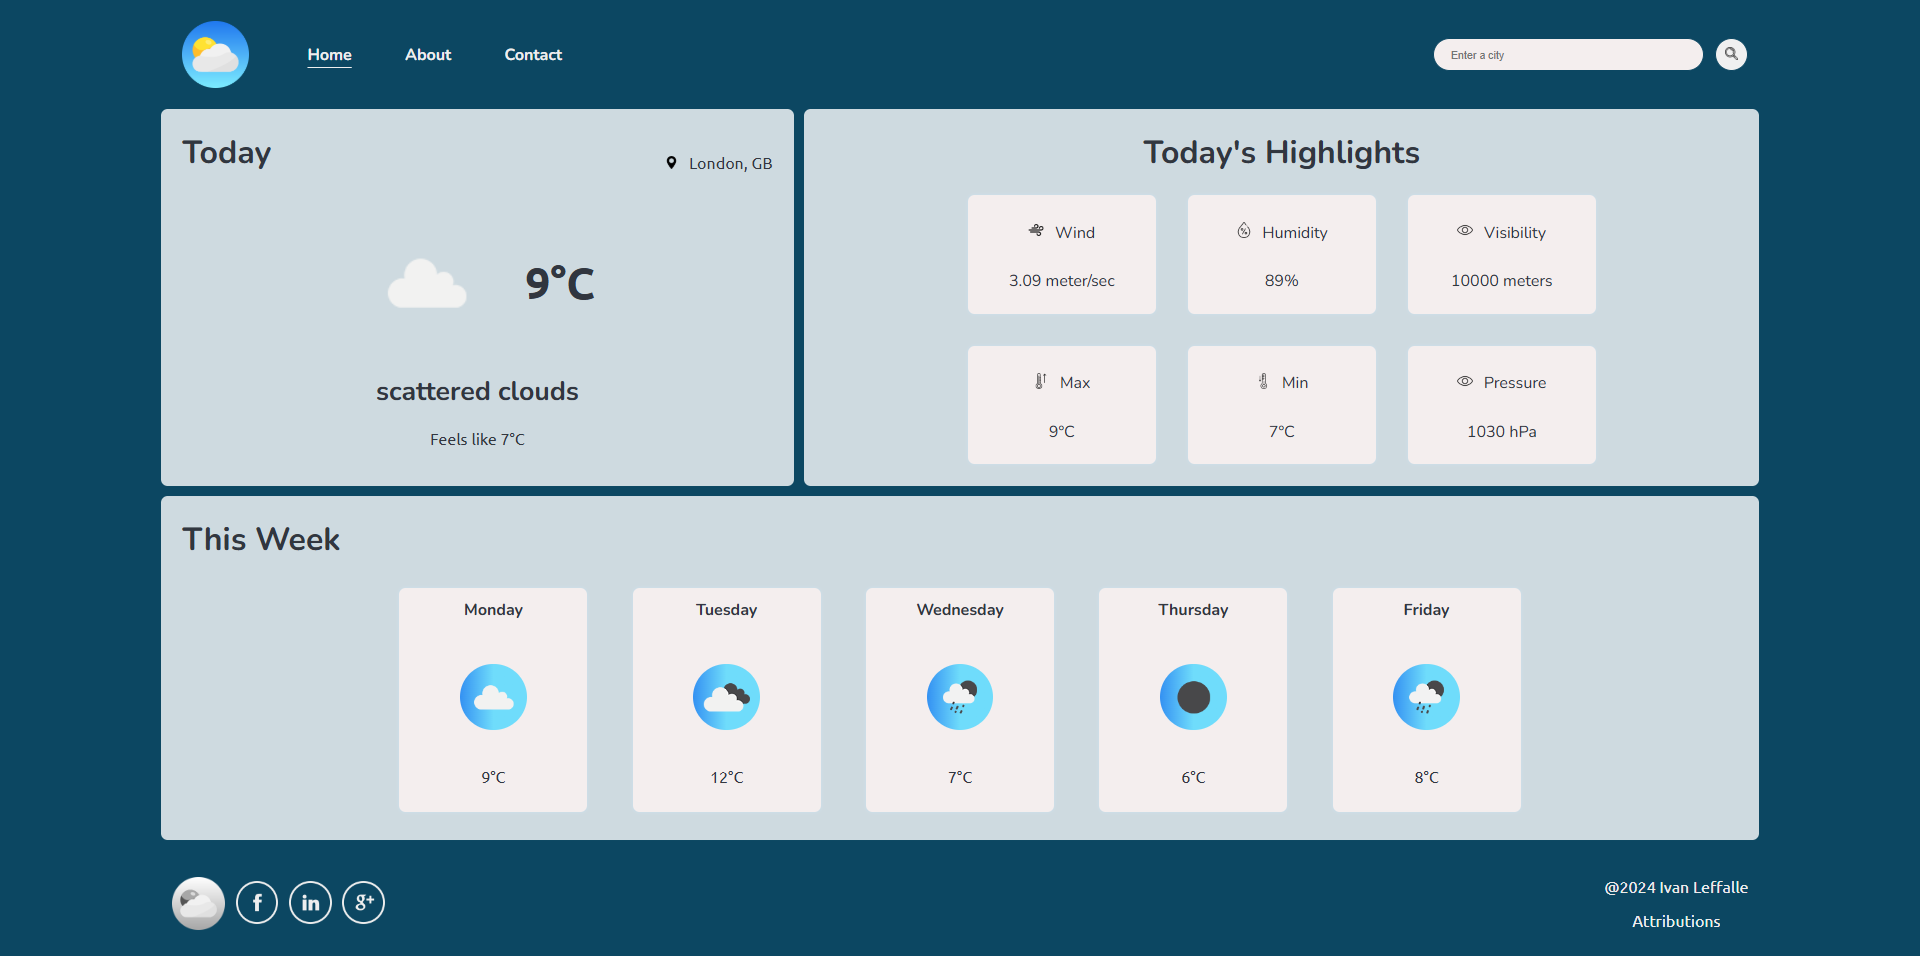 Home About Contact
Enter a city
Today
London, GB
9°C
scattered clouds
Feels like 7°C
Today's Highlights
Wind
3.09 meter/sec
Humidity
89%
Visibility
10000 meters
Max
9°C
Min
7°C
Pressure
1030 hPa
This Week
Monday
9°C
Tuesday
12°C
Wednesday
7°C
Thursday
6°C
Friday
8°C
f
in
g+
@2024 Ivan Leffalle
Attributions